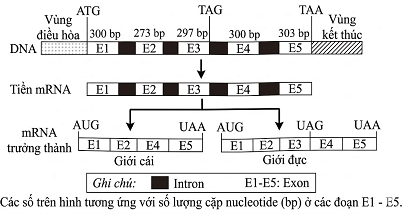 Vùng điều hòa
ATG
TAG
TAA
Vùng kết thúc
300 bp 273 bp 297 bp 300 bp 303 bp
DNA E1 E2 E3 E4 E5
Tiền mRNA E1 E2 E3 E4 E5
mRNA trưởng thành
AUG UAA
E1 E2 E4 E5
Giới cái
AUG UAG UAA
E1 E2 E3 E4 E5
Giới đực
Ghi chú: Intron E1-E5: Exon
Các số trên hình tương ứng với số lượng cặp nucleotide (bp) ở các đoạn E1 - E5.